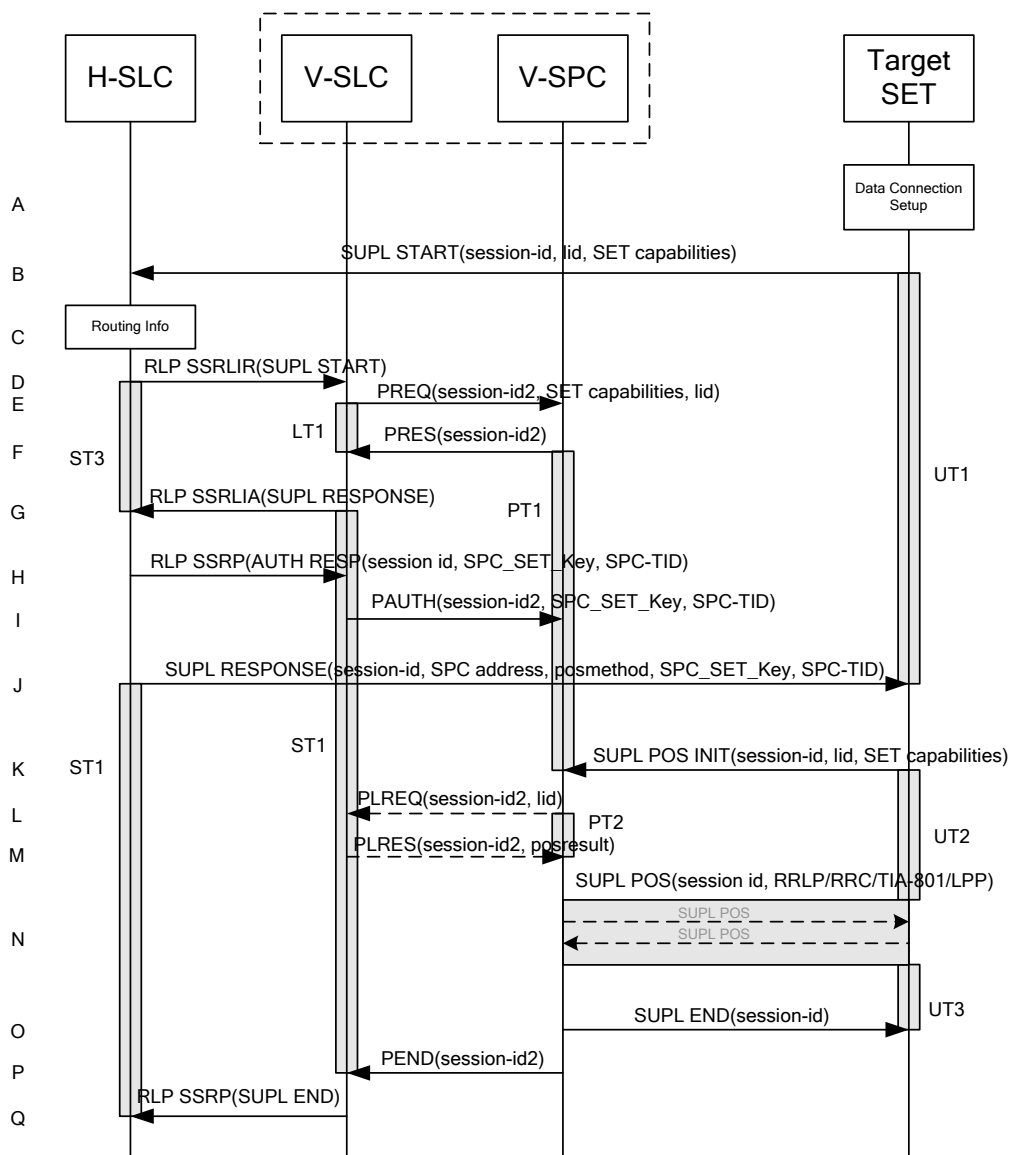 H-SLC
V-SLC
V-SPC
Target
SET
Data Connection
Setup
A
SUPL START(session-id, lid, SET capabilities)
B
Routing Info
C
RLP SSRLIR(SUPL START)
D
PREQ(session-id2, SET capabilities, lid)
E
LT1
PRES(session-id2)
F
ST3
UT1
RLP SSRLIA(SUPL RESPONSE)
G
PT1
RLP SSRP(AUTH RESP(session id, SPC_SET_Key, SPC-TID)
H
PAUTH(session-id2, SPC_SET_Key, SPC-TID)
I
SUPL RESPONSE(session-id, SPC address, posmethod, SPC_SET_Key, SPC-TID)
J
ST1
SUPL POS INIT(session-id, lid, SET capabilities)
K
ST1
PLREQ(session-id2, lid)
L
PT2
UT2
PLRES(session-id2, posresult)
M
SUPL POS(session id, RRLP/RRC/TIA-801/LPP)
SUPL POS
SUPL POS
N
UT3
SUPL END(session-id)
O
PEND(session-id2)
P
RLP SSRP(SUPL END)
Q